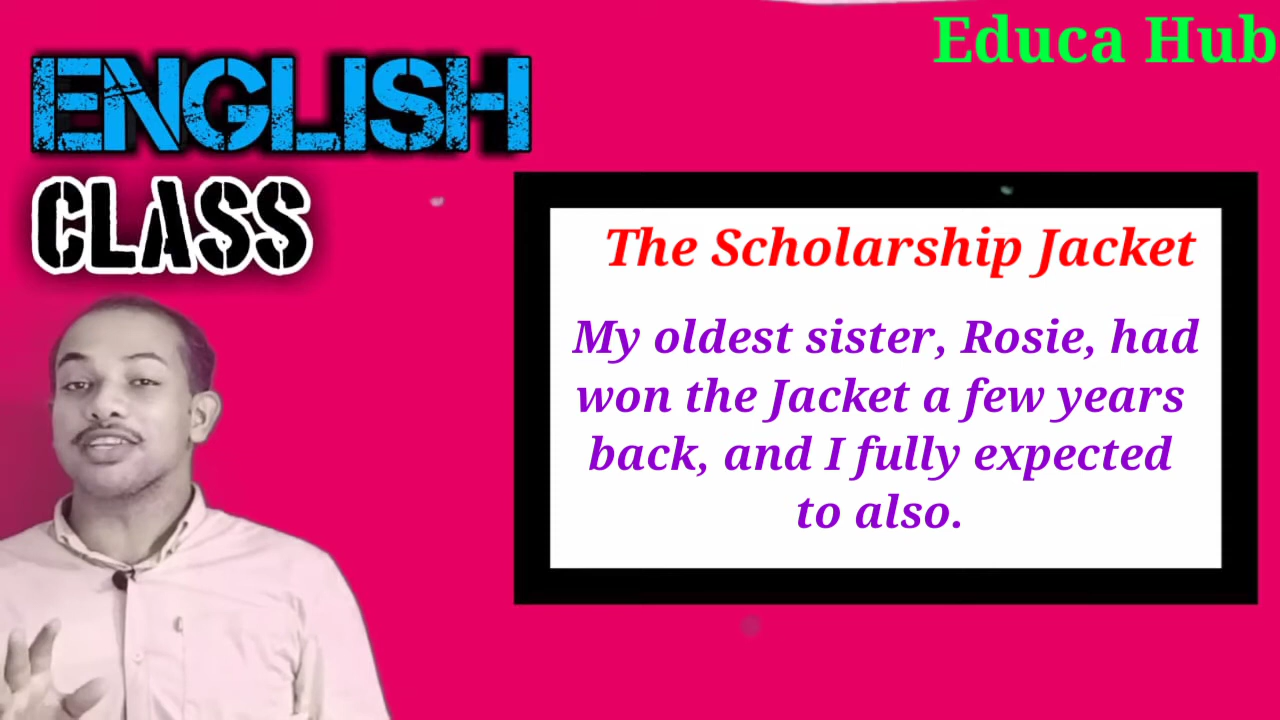 Educa Hub
ENGLISH
CLASS
The Scholarship Jacket
My oldest sister, Rosie, had
won the Jacket a few years
back, and I fully expected
to also.